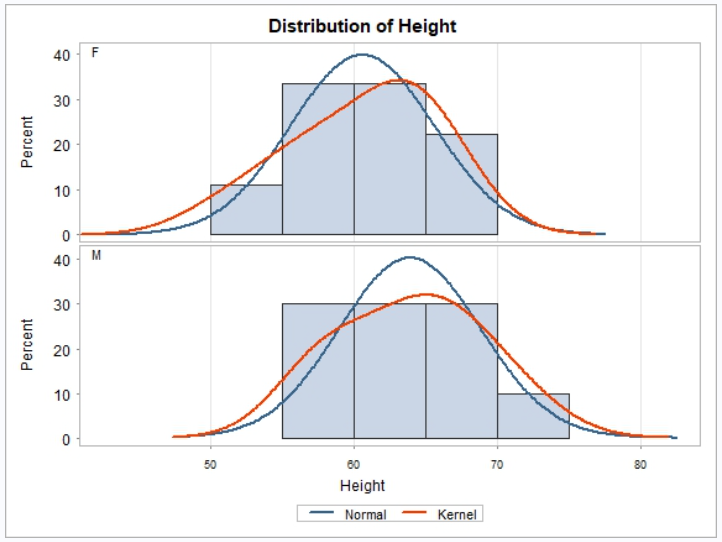 Distribution of Height
F
40
30
20
10
0
Percent
M
40
30
20
10
0
Percent
50 60 70 80
Height
Normal Kernel